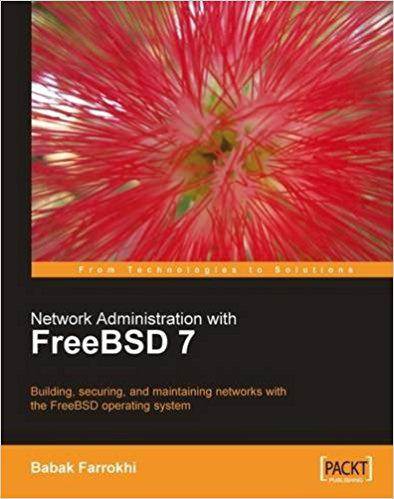 From Technologies to Solutions
Network Administration with
FreeBSD 7
Building, securing, and maintaining networks with
the FreeBSD operating system
Babak Farrokhi
PACKT
PUBLISHING